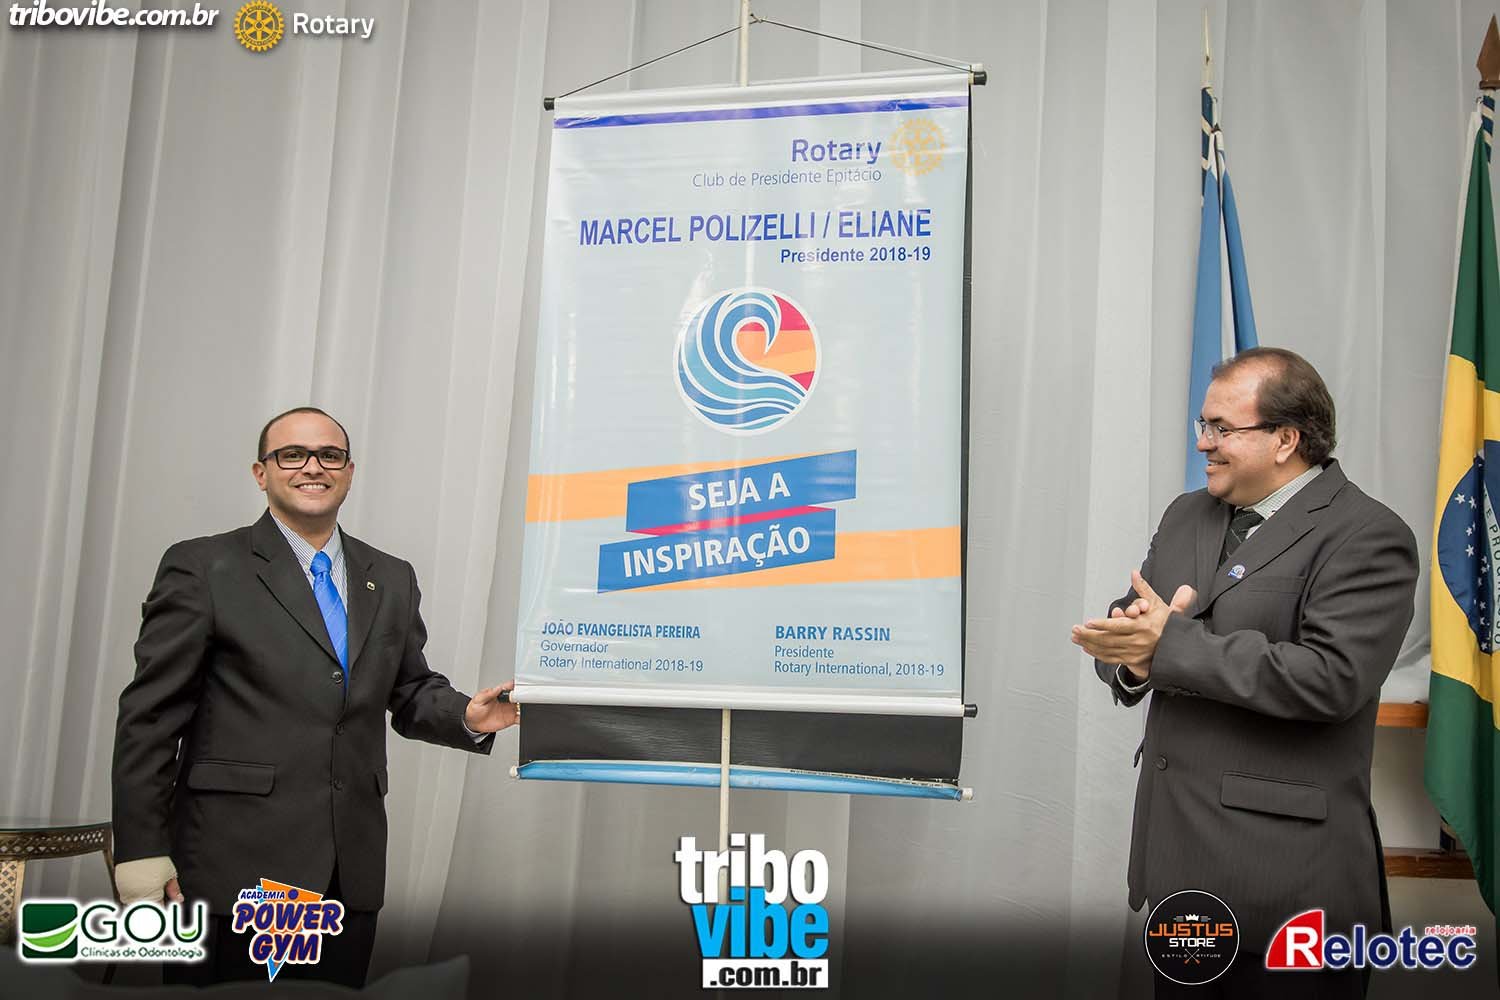 tribovibe.com.br
Rotary
Rotary
Club de Presidente Epitácio
MARCEL POLIZELLI / ELIANE
Presidente 2018-19
SEJA A
INSPIRAÇÃO
JOÃO EVANGELISTA PEREIRA
Governador
Rotary International 2018-19
BARRY RASSIN
Presidente
Rotary International, 2018-19
GOU
Clínicas de Odontologia
ACADEMIA
POWER
GYM
tribo
vibe
.com.br
JUSTUS
STORE
ESTILO ATITUDE
relojoaria
Relotec